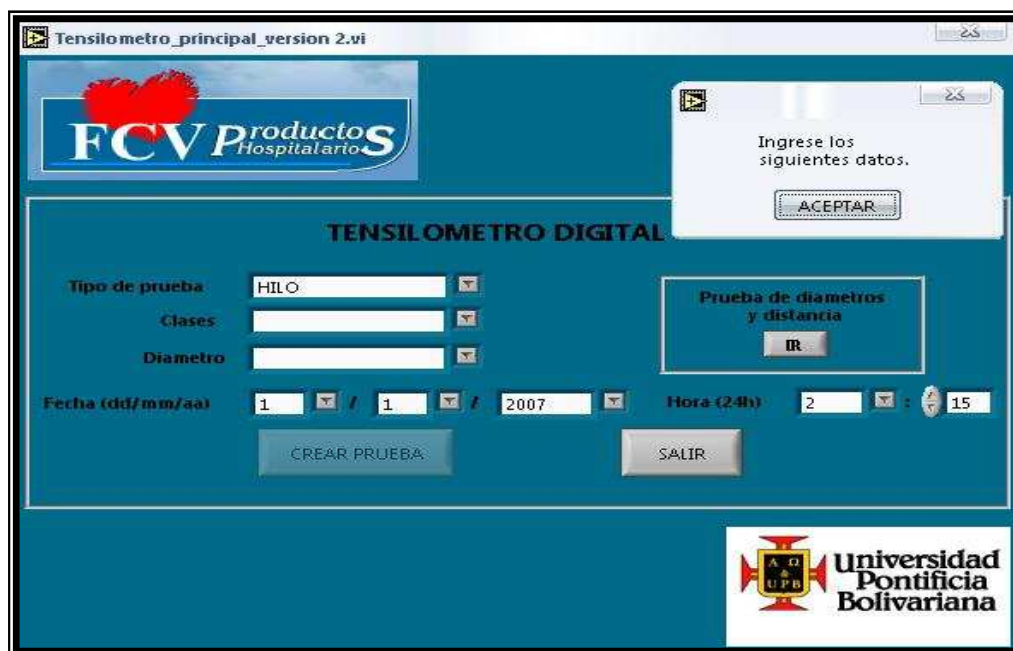 Tensilometro_principal_version 2.vi
FCV Productos
Hospitalarios
Ingrese los
siguientes datos.
ACEPTAR
TENSILOMETRO DIGITAL
Tipo de prueba HILO
Clases
Diametro
Prueba de diametros
y distancia
IR
Fecha (dd/mm/aa) 1 / 1 / 2007 Hora (24h) 2 : 15
CREAR PRUEBA SALIR
Α Ω
UPB
Universidad
Pontificia
Bolivariana